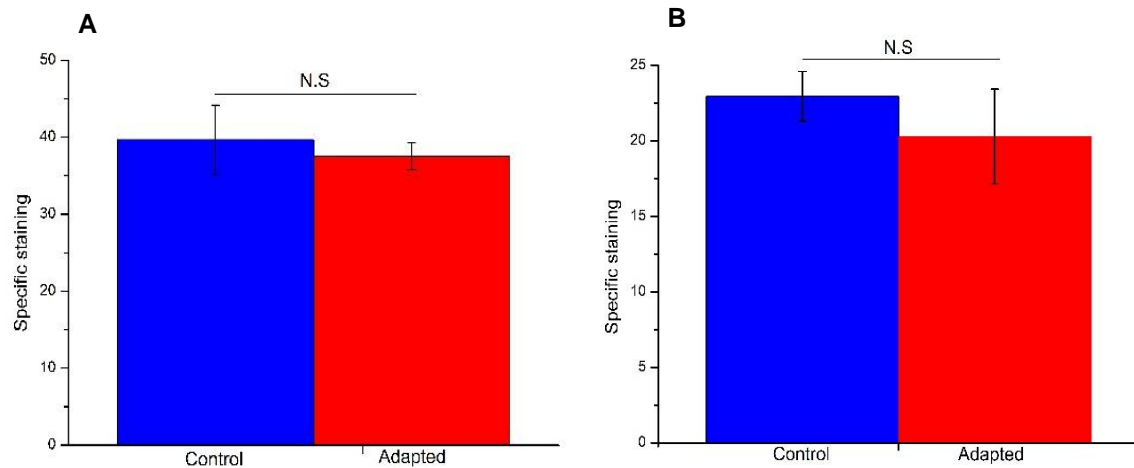 A
50
40
30
20
10
0
Specific staining
N.S
Control
Adapted
B
25
20
15
10
5
0
Specific staining
N.S
Control
Adapted